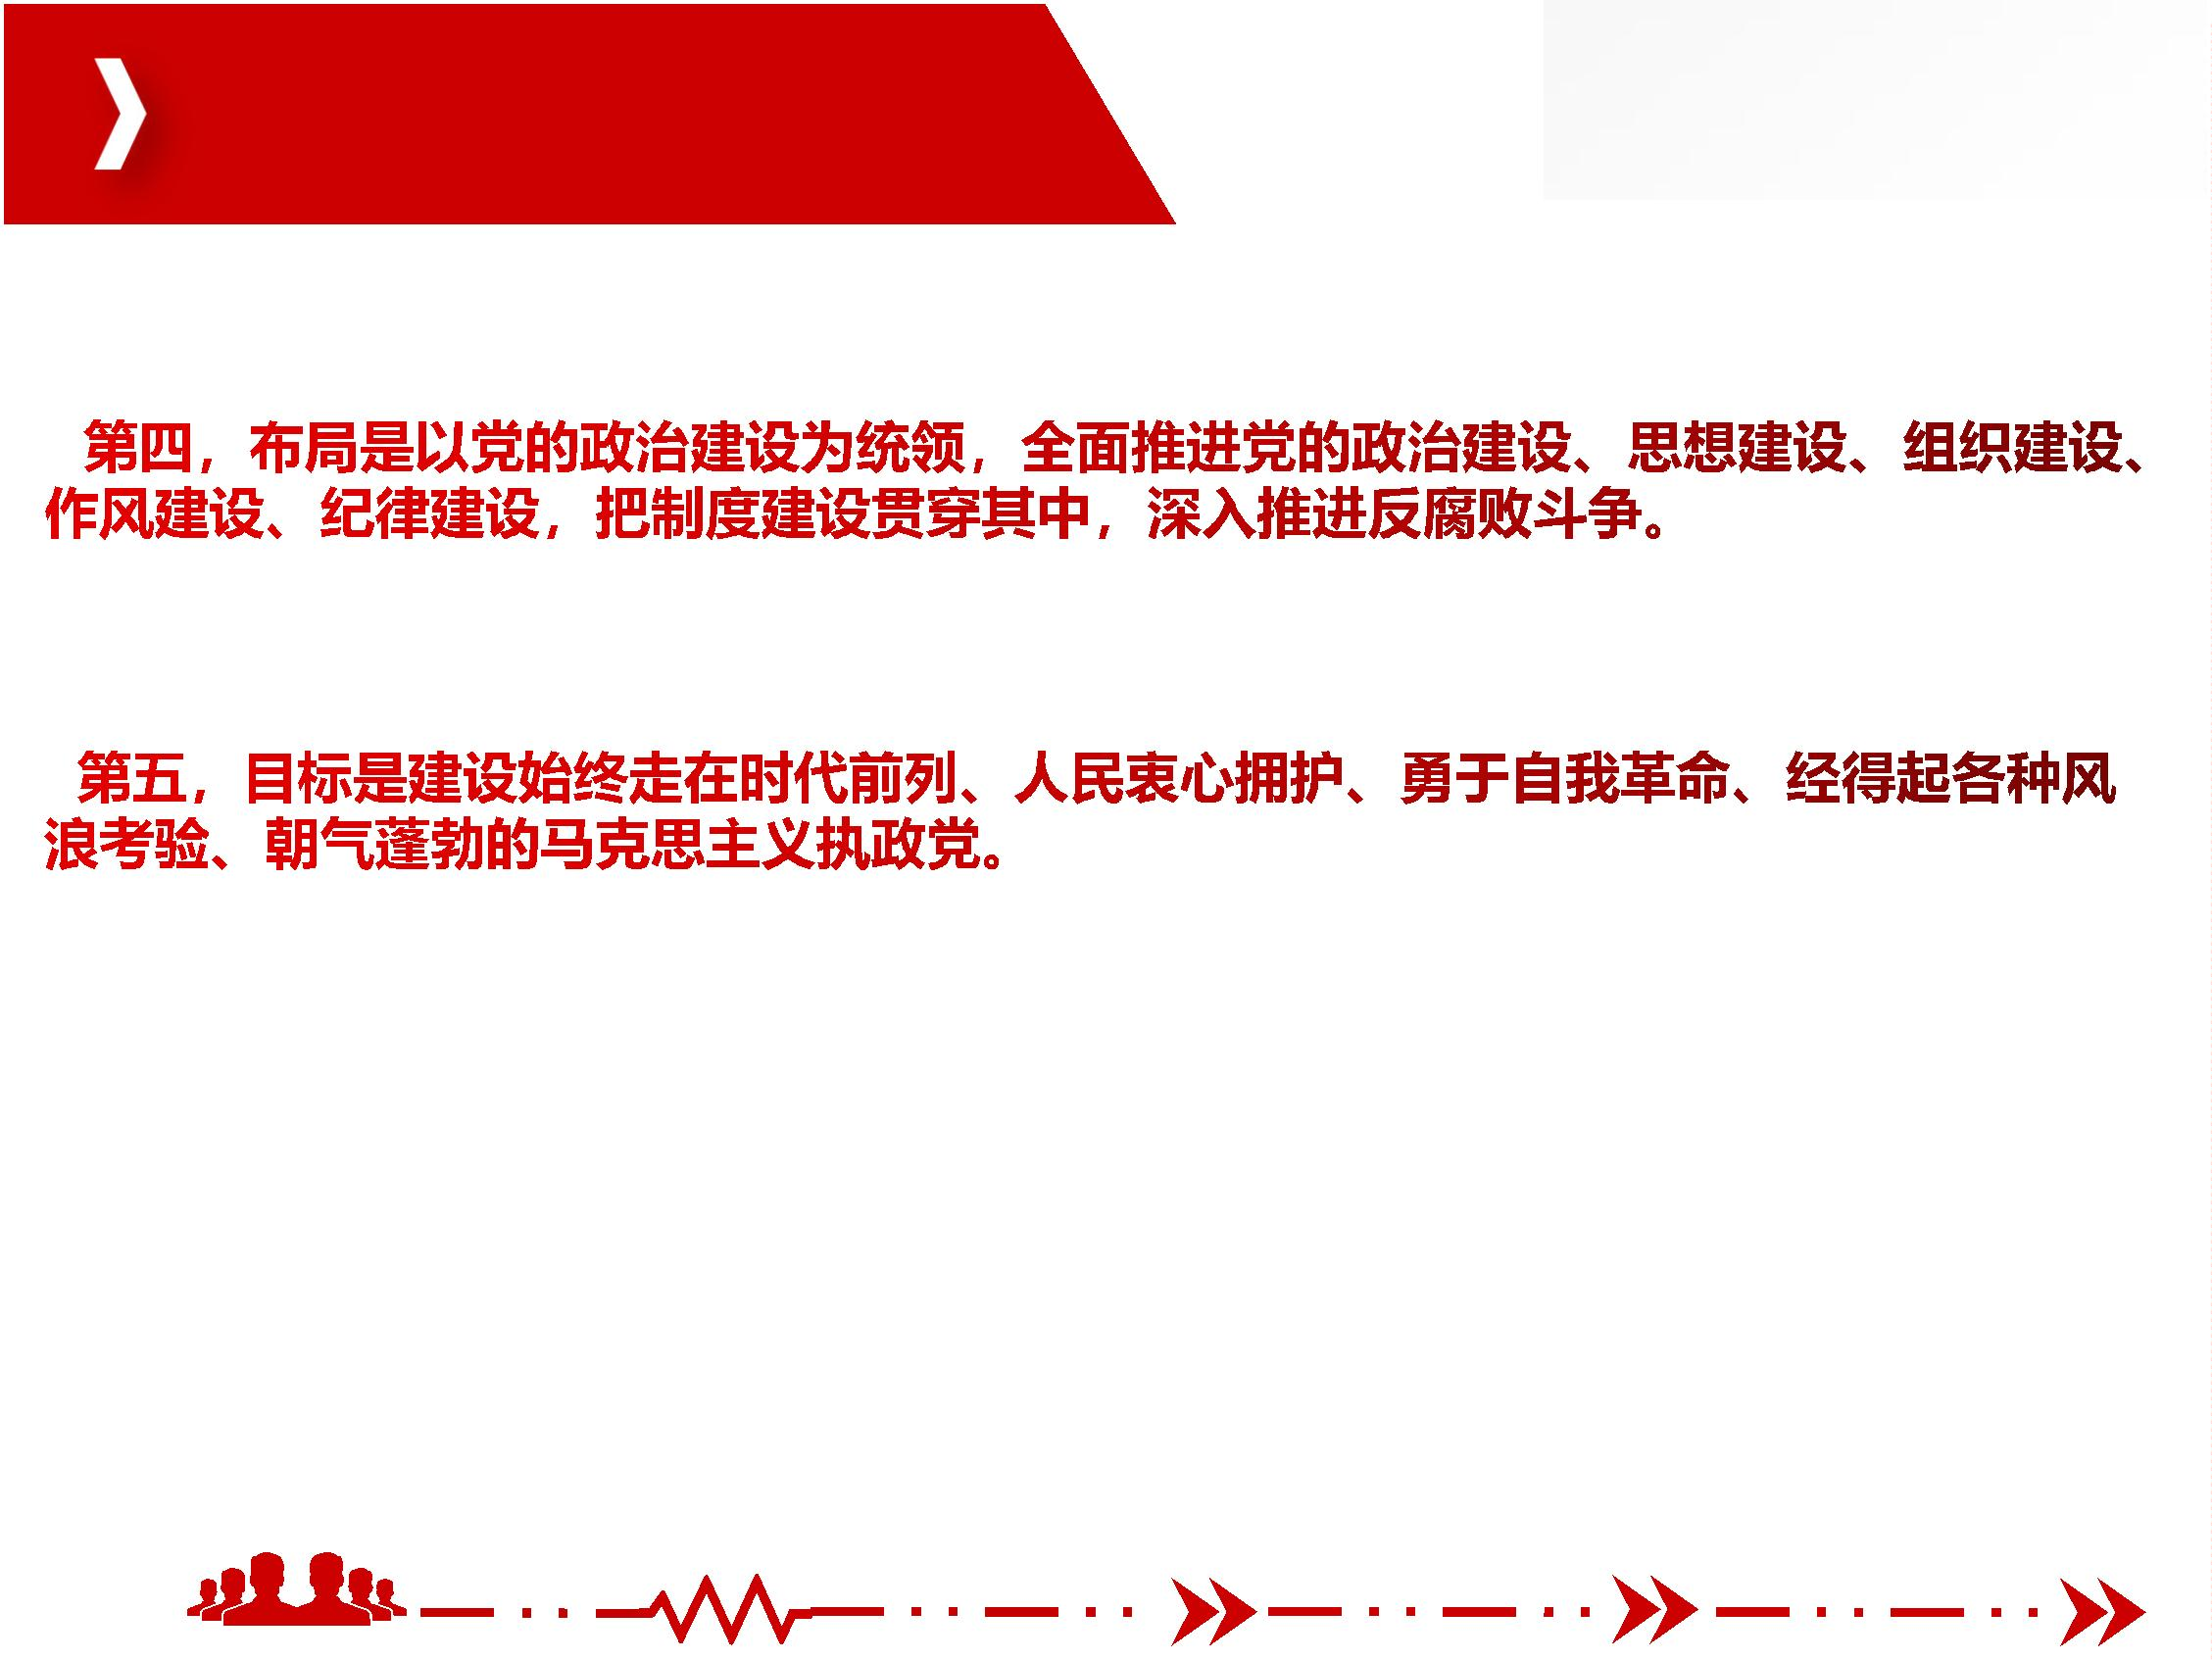 第四，布局是以党的政治建设为统领，全面推进党的政治建设、思想建设、组织建设、
作风建设、纪律建设，把制度建设贯穿其中，深入推进反腐败斗争。
第五，目标是建设始终走在时代前列、人民衷心拥护、勇于自我革命、经得起各种风
浪考验、朝气蓬勃的马克思主义执政党。